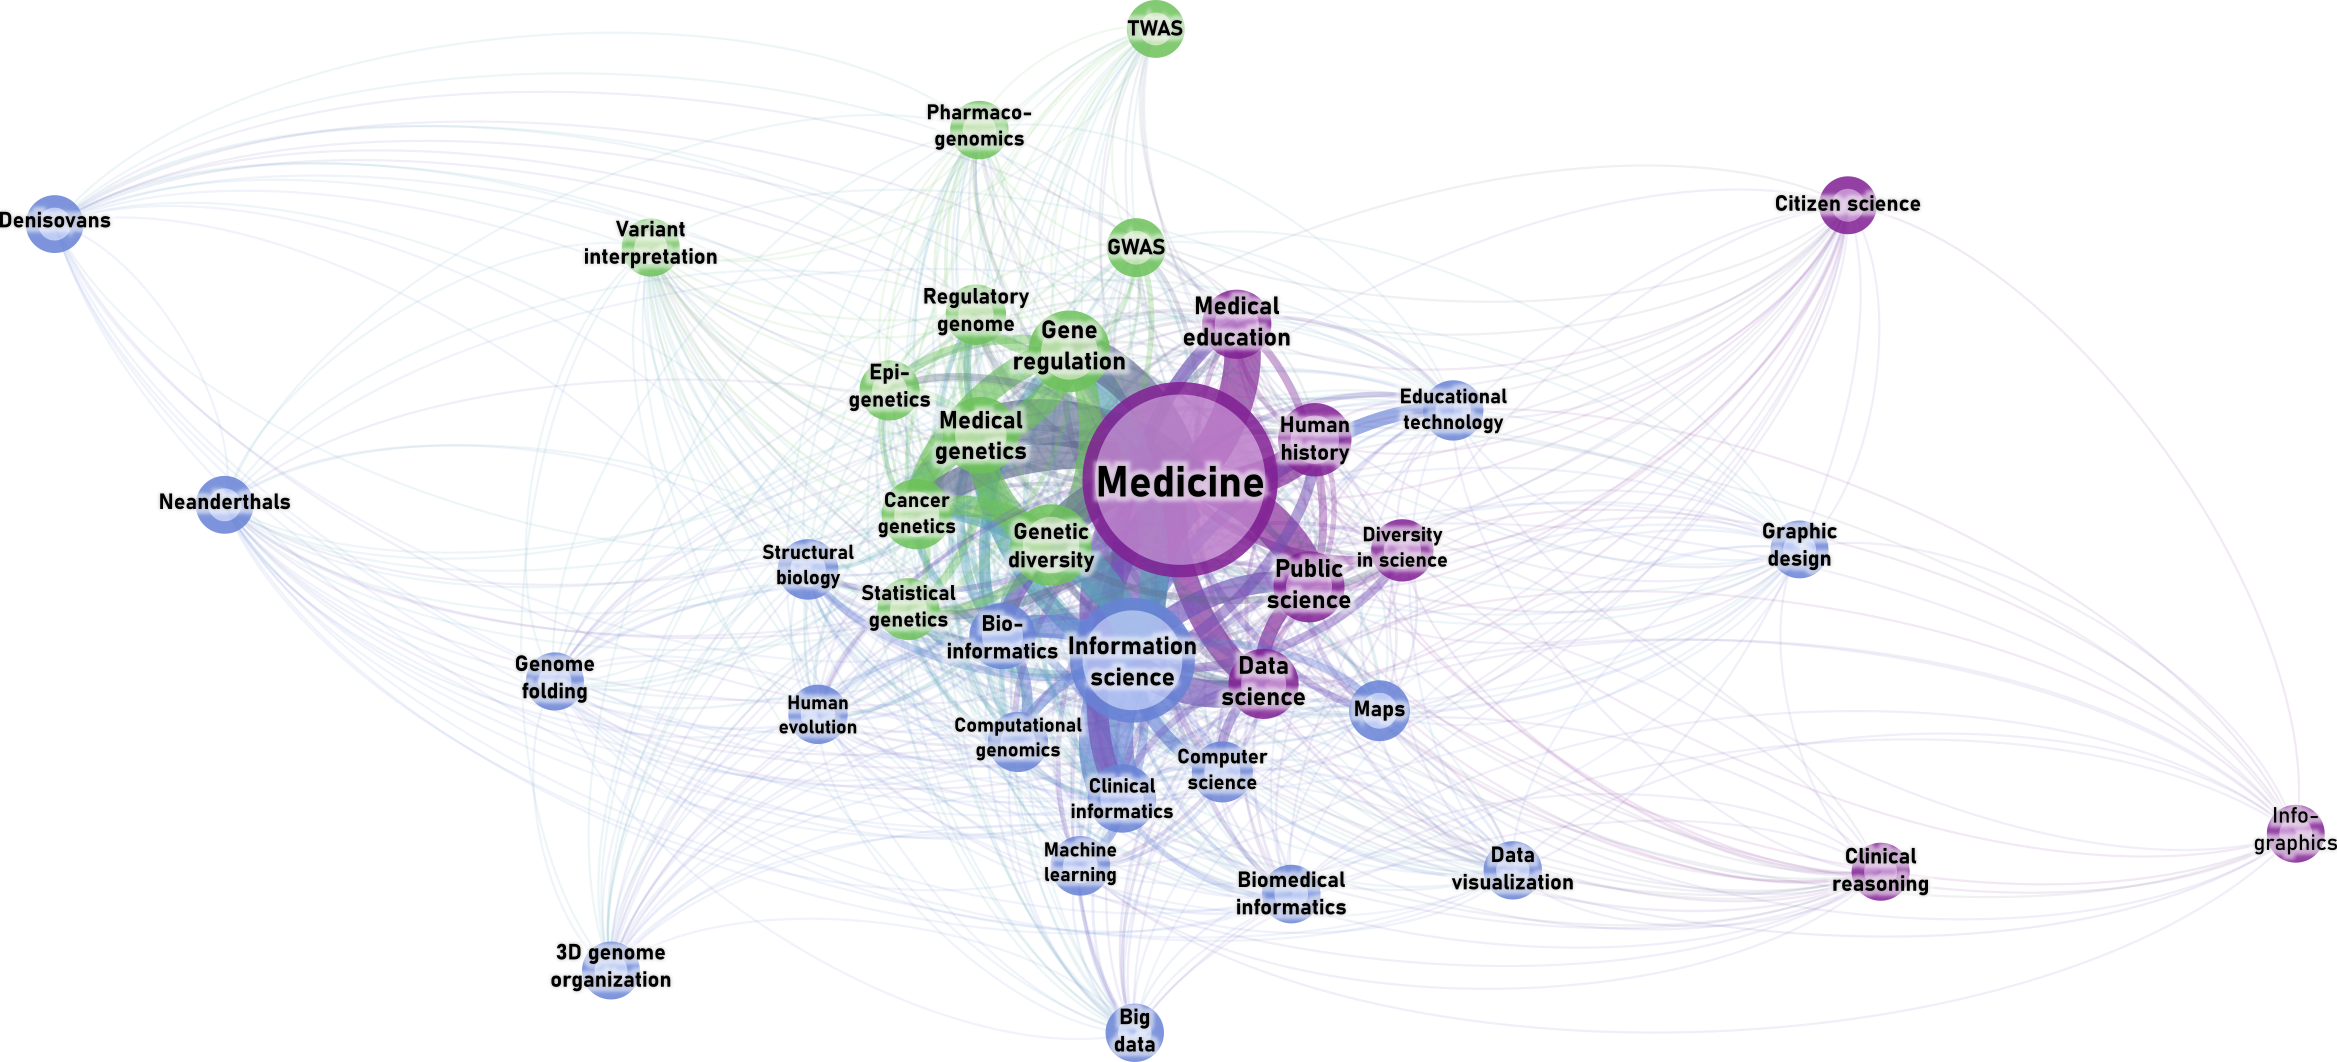 TWAS
Pharmaco-
genomics
Citizen science
Denisovans
Variant
interpretation
GWAS
Regulatory
genome
Medical
education
Gene
regulation
Epi-
genetics
Educational
technology
Medical
genetics
Human
history
Medicine
Neanderthals
Cancer
genetics
Genetic
diversity
Diversity
in science
Graphic
design
Structural
biology
Public
science
Statistical
genetics
Bio-
informatics
Information
science
Genome
folding
Data
science
Human
evolution
Maps
Computational
genomics
Computer
science
Clinical
informatics
Info-
graphics
Machine
learning
Data
visualization
Clinical
reasoning
Biomedical
informatics
3D genome
organization
Big
data